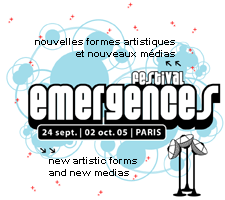 nouvelles formes artistiques
et nouveaux médias
festival
emergences
24 sept. | 02 oct. 05 | PARIS
new artistic forms
and new medias